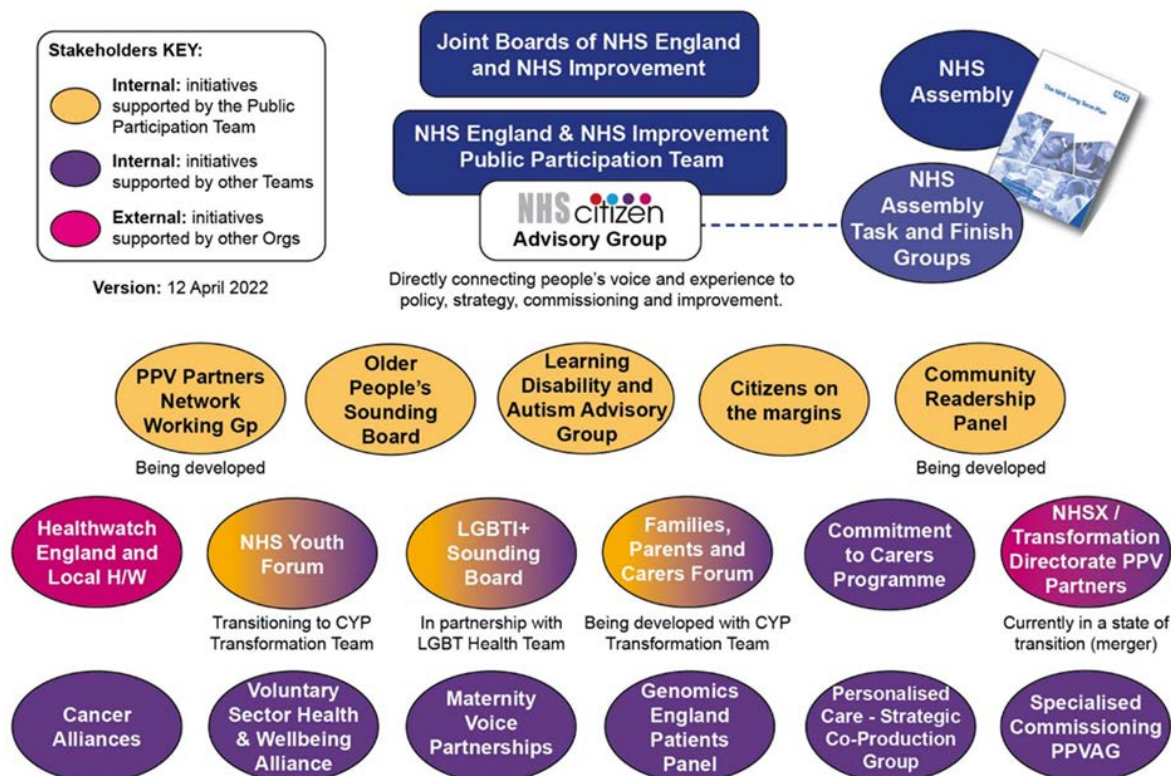 Stakeholders KEY:
Internal: initiatives
supported by the Public
Participation Team
Internal: initiatives
supported by other Teams
External: initiatives
supported by other Orgs
Version: 12 April 2022
Joint Boards of NHS England
and NHS Improvement
NHS England & NHS Improvement
Public Participation Team
NHS citizen
Advisory Group
Directly connecting people's voice and experience to
policy, strategy, commissioning and improvement.
NHS
Assembly
The NHS Long Term Plan
NHS
NHS
Assembly
Task and Finish
Groups
PPV Partners
Network
Working Gp
Being developed
Older
People's
Sounding
Board
Learning
Disability and
Autism Advisory
Group
Citizens on
the margins
Community
Readership
Panel
Being developed
Healthwatch
England and
Local H/W
NHS Youth
Forum
Transitioning to CYP
Transformation Team
LGBTI+
Sounding
Board
In partnership with
LGBT Health Team
Families,
Parents and
Carers Forum
Being developed with CYP
Transformation Team
Commitment
to Carers
Programme
NHSX /
Transformation
Directorate PPV
Partners
Currently in a state of
transition (merger)
Cancer
Alliances
Voluntary
Sector Health
& Wellbeing
Alliance
Maternity
Voice
Partnerships
Genomics
England
Patients
Panel
Personalised
Care - Strategic
Co-Production
Group
Specialised
Commissioning
PPVAG